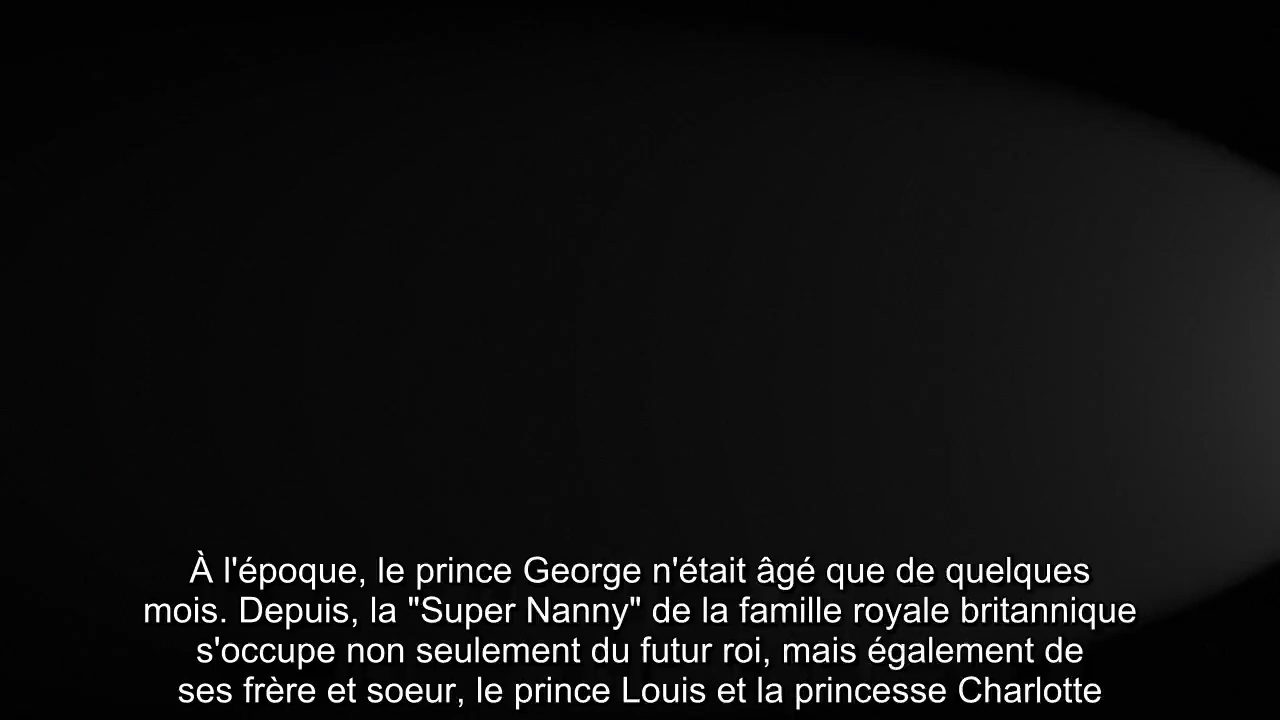 À l'époque, le prince George n'était âgé que de quelques
mois. Depuis, la "Super Nanny" de la famille royale britannique
s'occupe non seulement du futur roi, mais également de
ses frère et soeur, le prince Louis et la princesse Charlotte